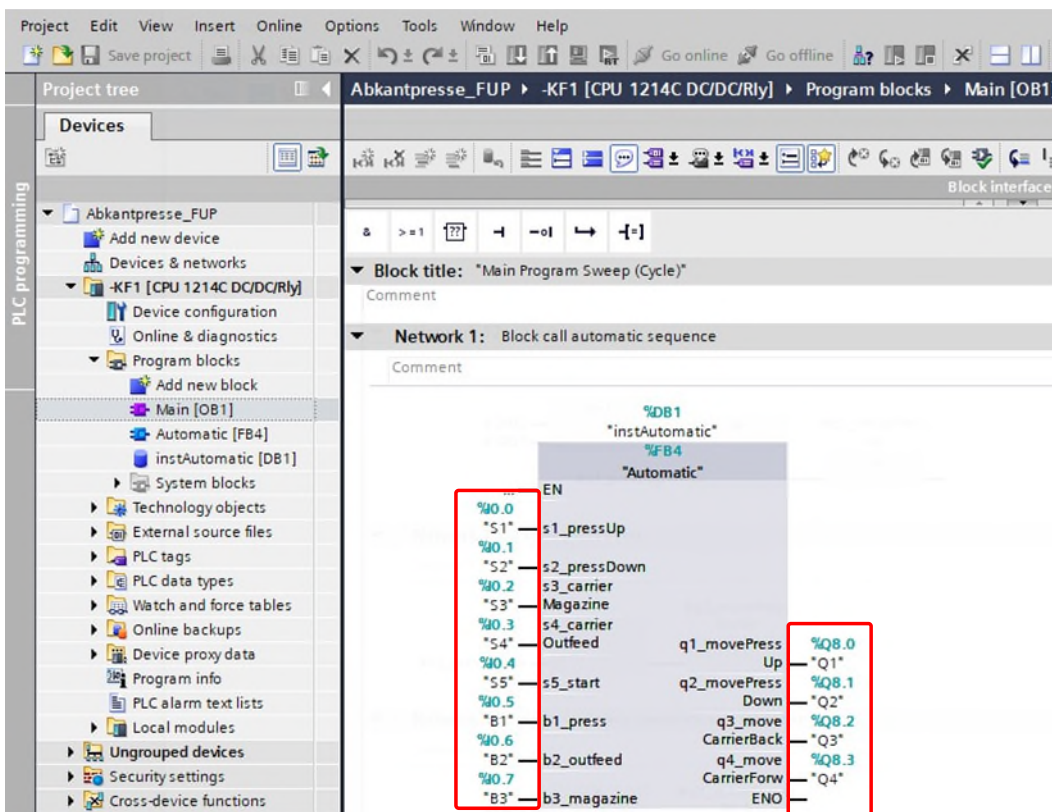 Project Edit View Insert Online Options Tools Window Help
Save project Go online Go offline
Project tree
Abkantpresse_FUP -KF1 [CPU 1214C DC/DC/Rly] Program blocks Main [OB1
Devices
PLC programming
Block interface
Abkantpresse_FUP
Add new device
Devices & networks
-KF1 [CPU 1214C DC/DC/Rly]
Device configuration
Online & diagnostics
Program blocks
Add new block
Main [OB1]
Automatic [FB4]
instAutomatic [DB1]
System blocks
Technology objects
External source files
PLC tags
PLC data types
Watch and force tables
Online backups
Device proxy data
Program info
PLC alarm text lists
Local modules
Ungrouped devices
Security settings
Cross-device functions
& >=1 ?? -o| -[=]
Block title: "Main Program Sweep (Cycle)"
Comment
Network 1: Block call automatic sequence
Comment
%DB1
"instAutomatic"
%FB4
"Automatic"
... EN
%I0.0
"S1" s1_pressUp
%I0.1
"S2" s2_pressDown
%I0.2 s3_carrier
"S3" Magazine
%I0.3 s4_carrier
"S4" Outfeed q1_movePress %Q8.0
%I0.4 Up "Q1"
"S5" s5_start q2_movePress %Q8.1
%I0.5 Down "Q2"
"B1" b1_press q3_move %Q8.2
%I0.6 CarrierBack "Q3"
"B2" b2_outfeed q4_move %Q8.3
%I0.7 CarrierForw "Q4"
"B3" b3_magazine ENO